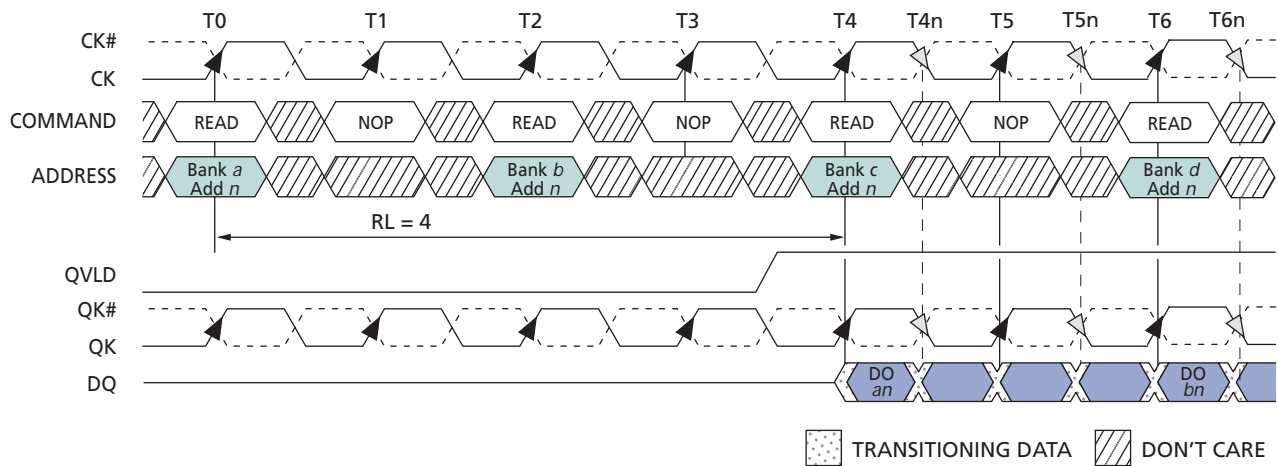 T0 T1 T2 T3 T4 T4n T5 T5n T6 T6n
CK#
CK
COMMAND READ NOP READ NOP READ NOP READ
ADDRESS Bank a Add n Bank b Add n Bank c Add n Bank d Add n
RL = 4
QVLD
QK#
QK
DQ DO an DO bn
TRANSITIONING DATA DON'T CARE